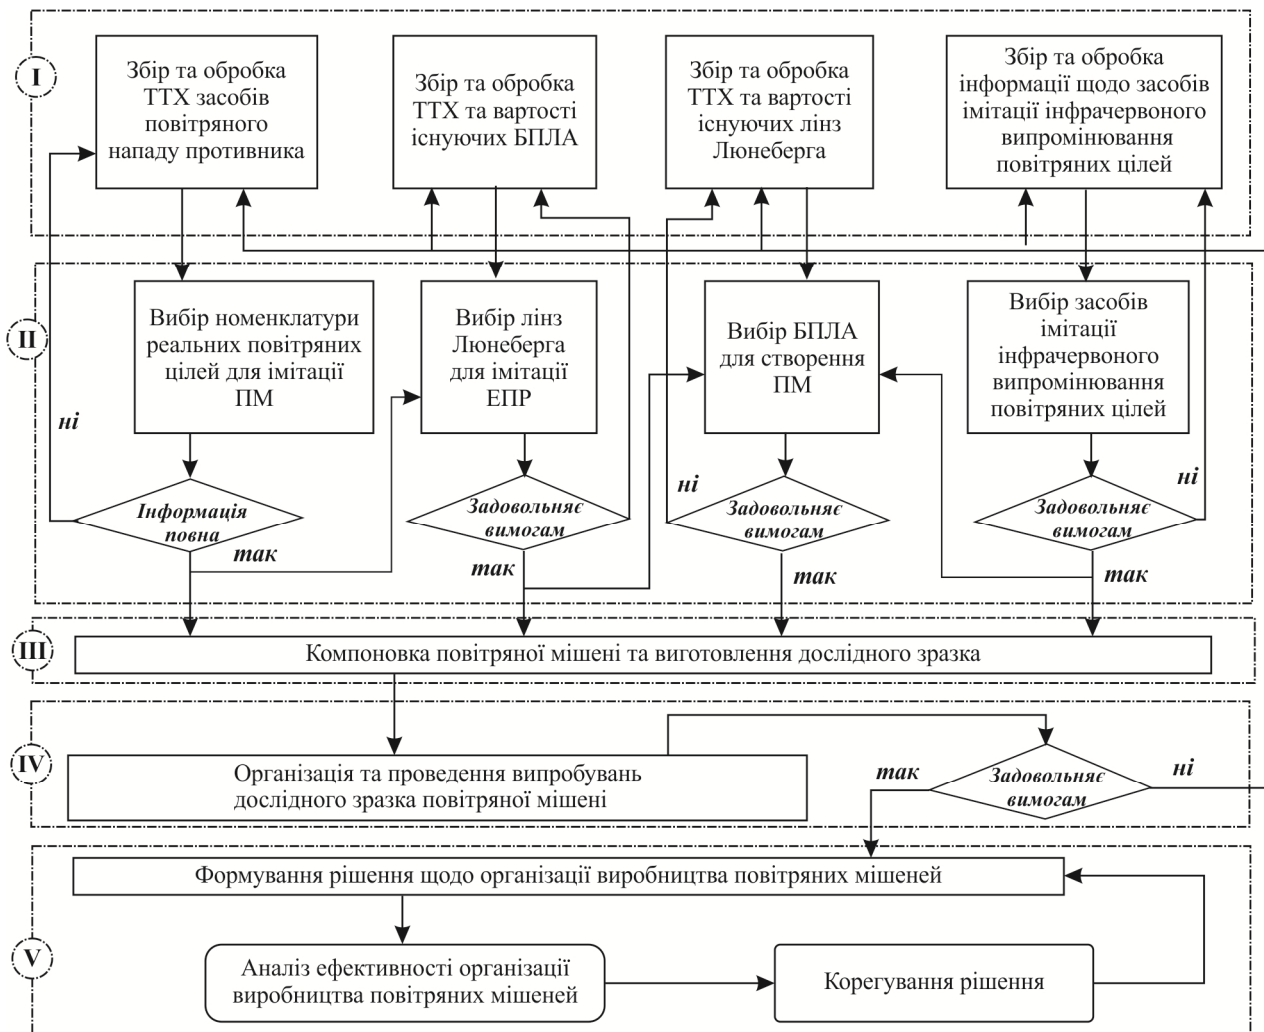 I
Збір та обробка
ТТХ засобів
повітряного
нападу противника
Збір та обробка
ТТХ та вартості
існуючих БПЛА
Збір та обробка
ТТХ та вартості
існуючих лінз
Люнеберга
Збір та обробка
інформації щодо засобів
імітації інфрачервоного
випромінювання
повітряних цілей
II
Вибір номенклатури
реальних повітряних
цілей для імітації
ПМ
Вибір лінз
Люнеберга
для імітації
ЕПР
Вибір БПЛА
для створення
ПМ
Вибір засобів
імітації
інфрачервоного
випромінювання
повітряних цілей
ні
ні
ні
Інформація
повна
Задовольняє
вимогам
Задовольняє
вимогам
Задовольняє
вимогам
так
так
так
так
III
Компоновка повітряної мішені та виготовлення дослідного зразка
IV
Організація та проведення випробувань
дослідного зразка повітряної мішені
так
Задовольняє
вимогам
ні
Формування рішення щодо організації виробництва повітряних мішеней
V
Аналіз ефективності організації
виробництва повітряних мішеней
Корегування рішення